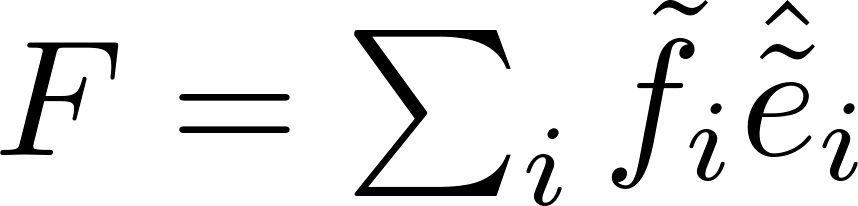 $F = \sum_i \tilde{f}_i \hat{\tilde{e}}_i$